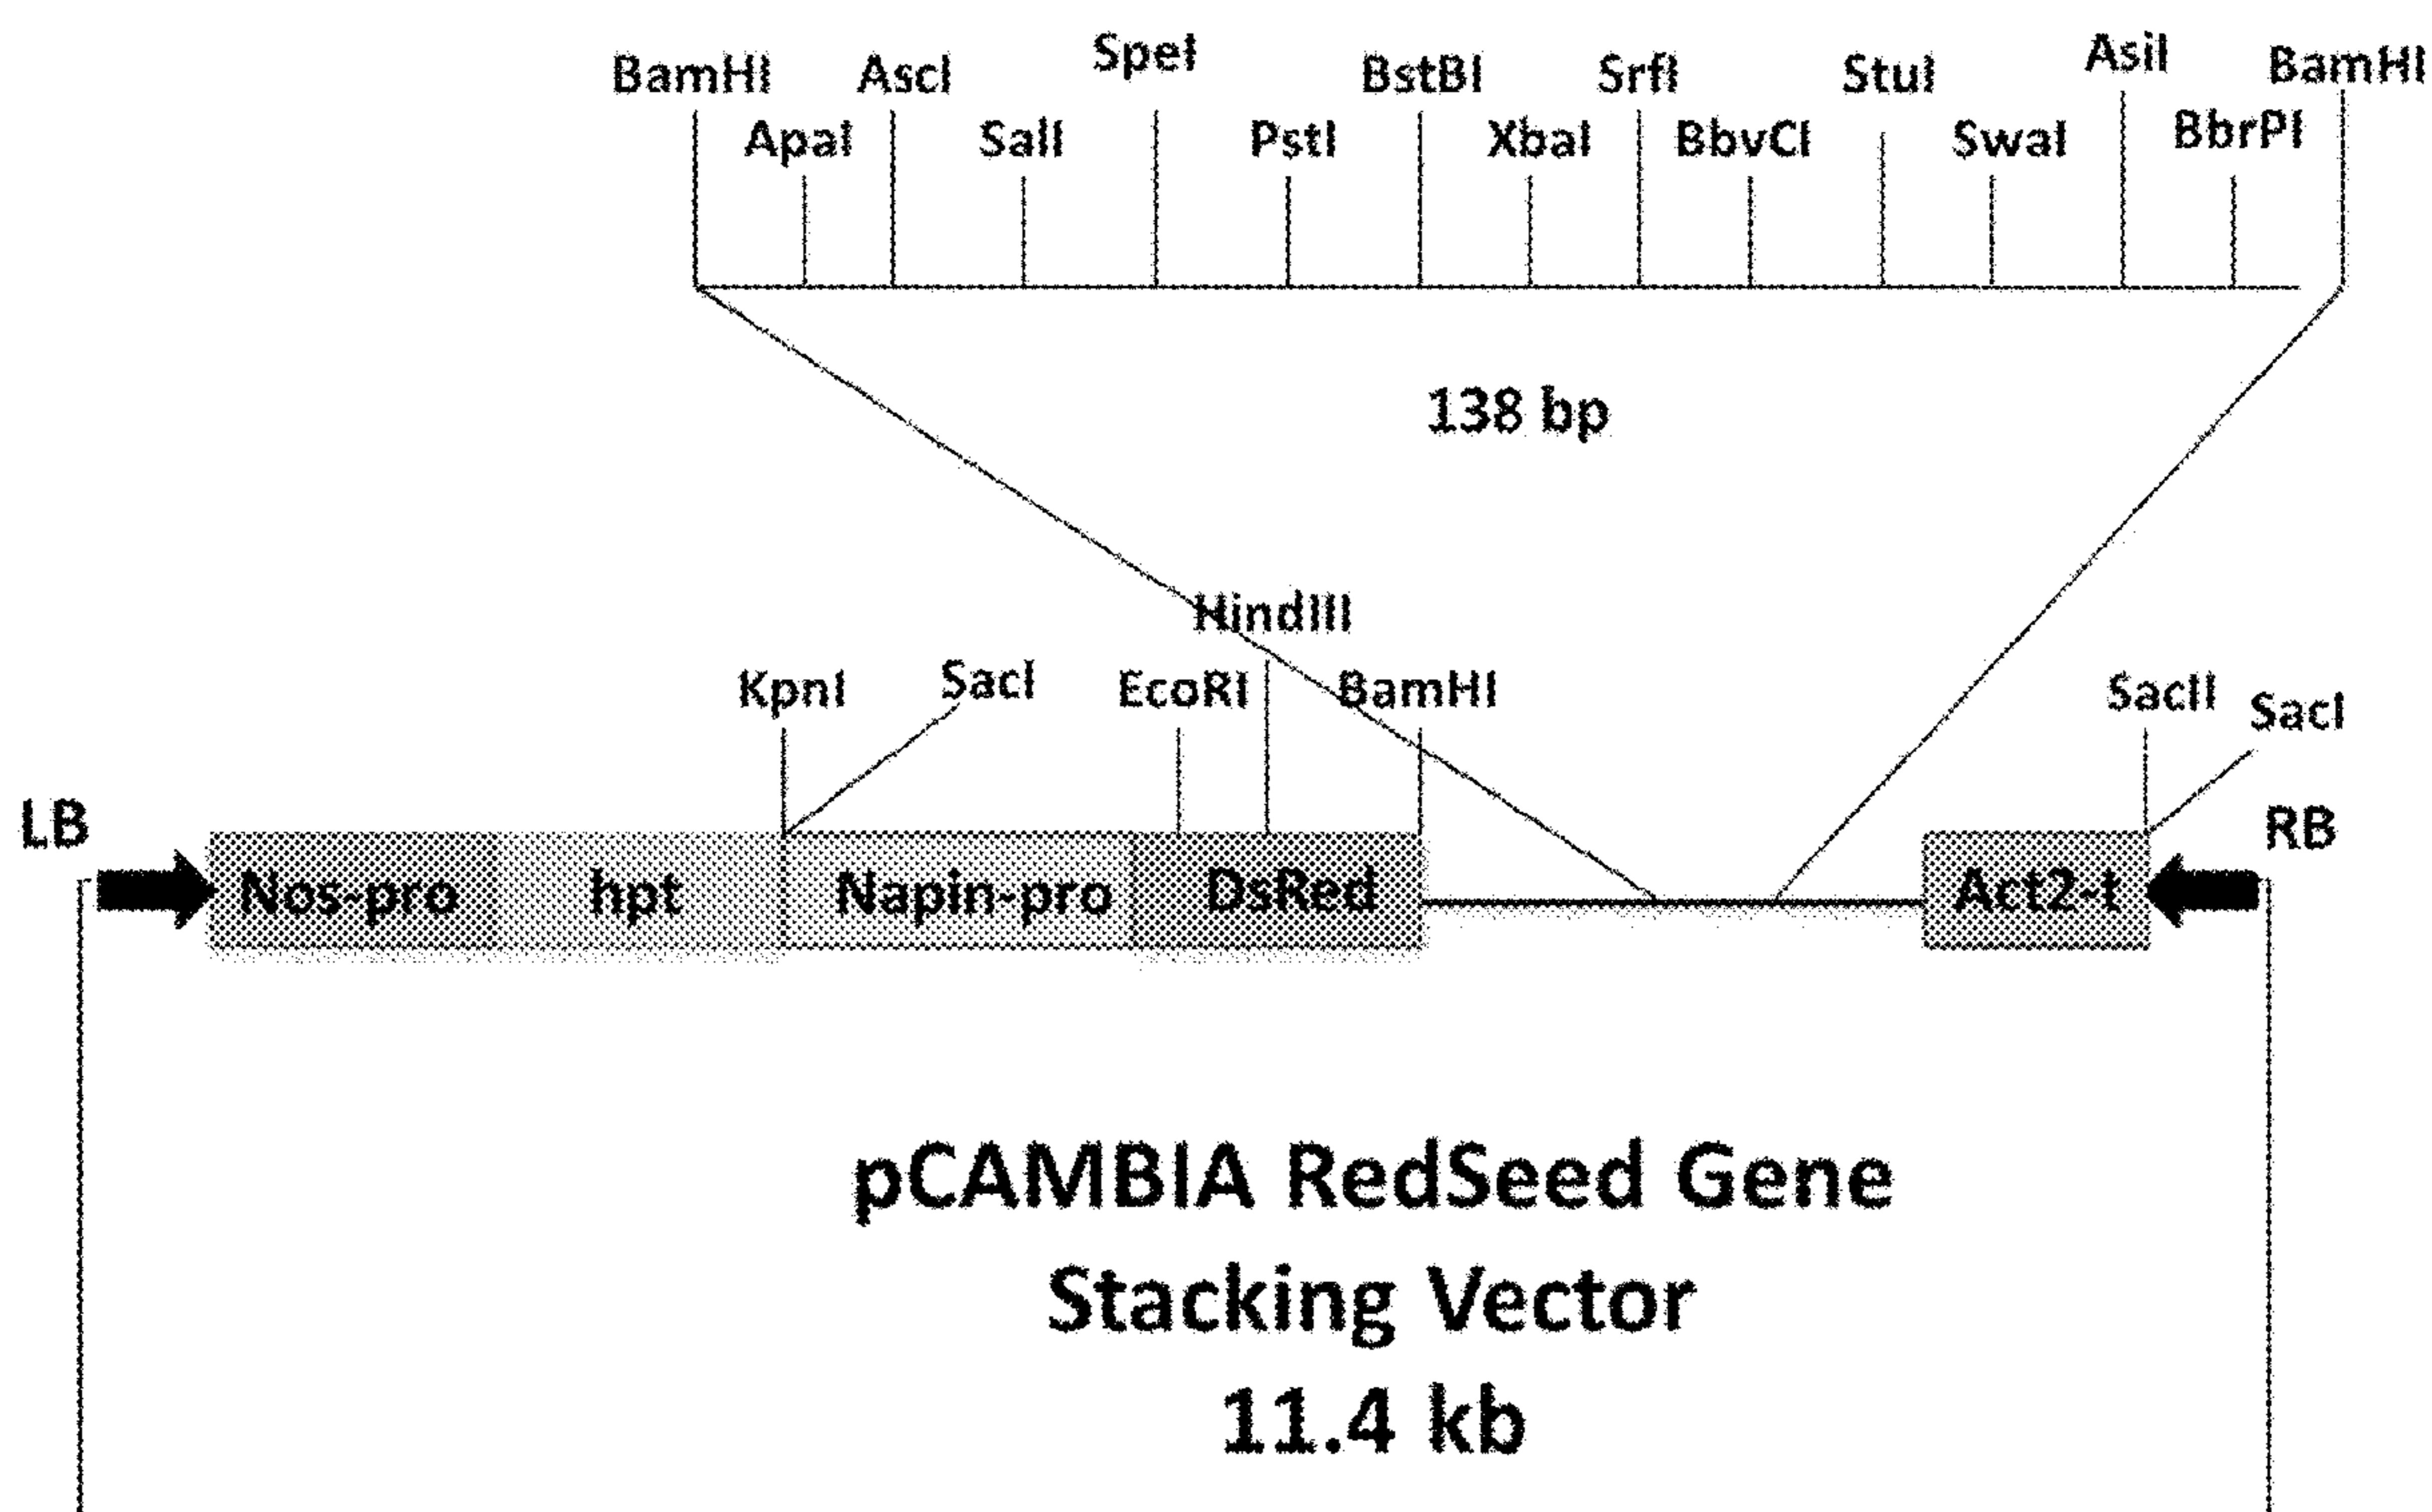 BamHI AscI SpeI BstBI SrfI StuI AsiI BamHI
ApaI SalI PstI XbaI BbvCI SwaI BbrPI
138 bp
HindIII
KpnI SacI EcoRI BamHI SacII SacI
LB RB
Nos-pro hpt Napin-pro DsRed Act2-t
pCAMBIA RedSeed Gene
Stacking Vector
11.4 kb